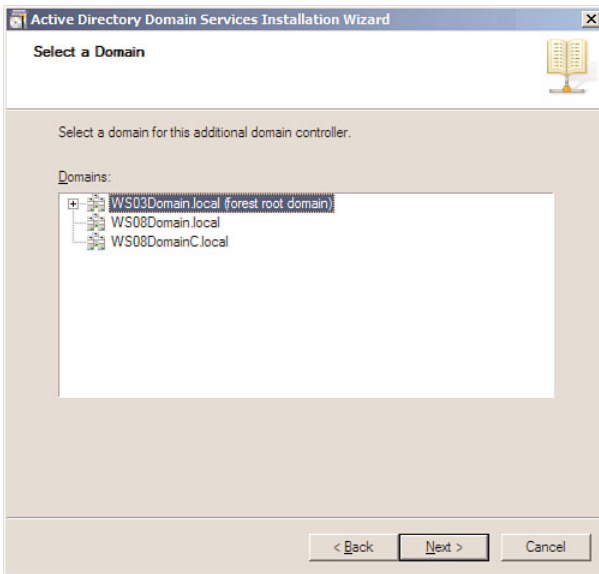 Active Directory Domain Services Installation Wizard
Select a Domain
Select a domain for this additional domain controller.
Domains:
WS03Domain.local (forest root domain)
WS08Domain.local
WS08DomainC.local
< Back Next > Cancel